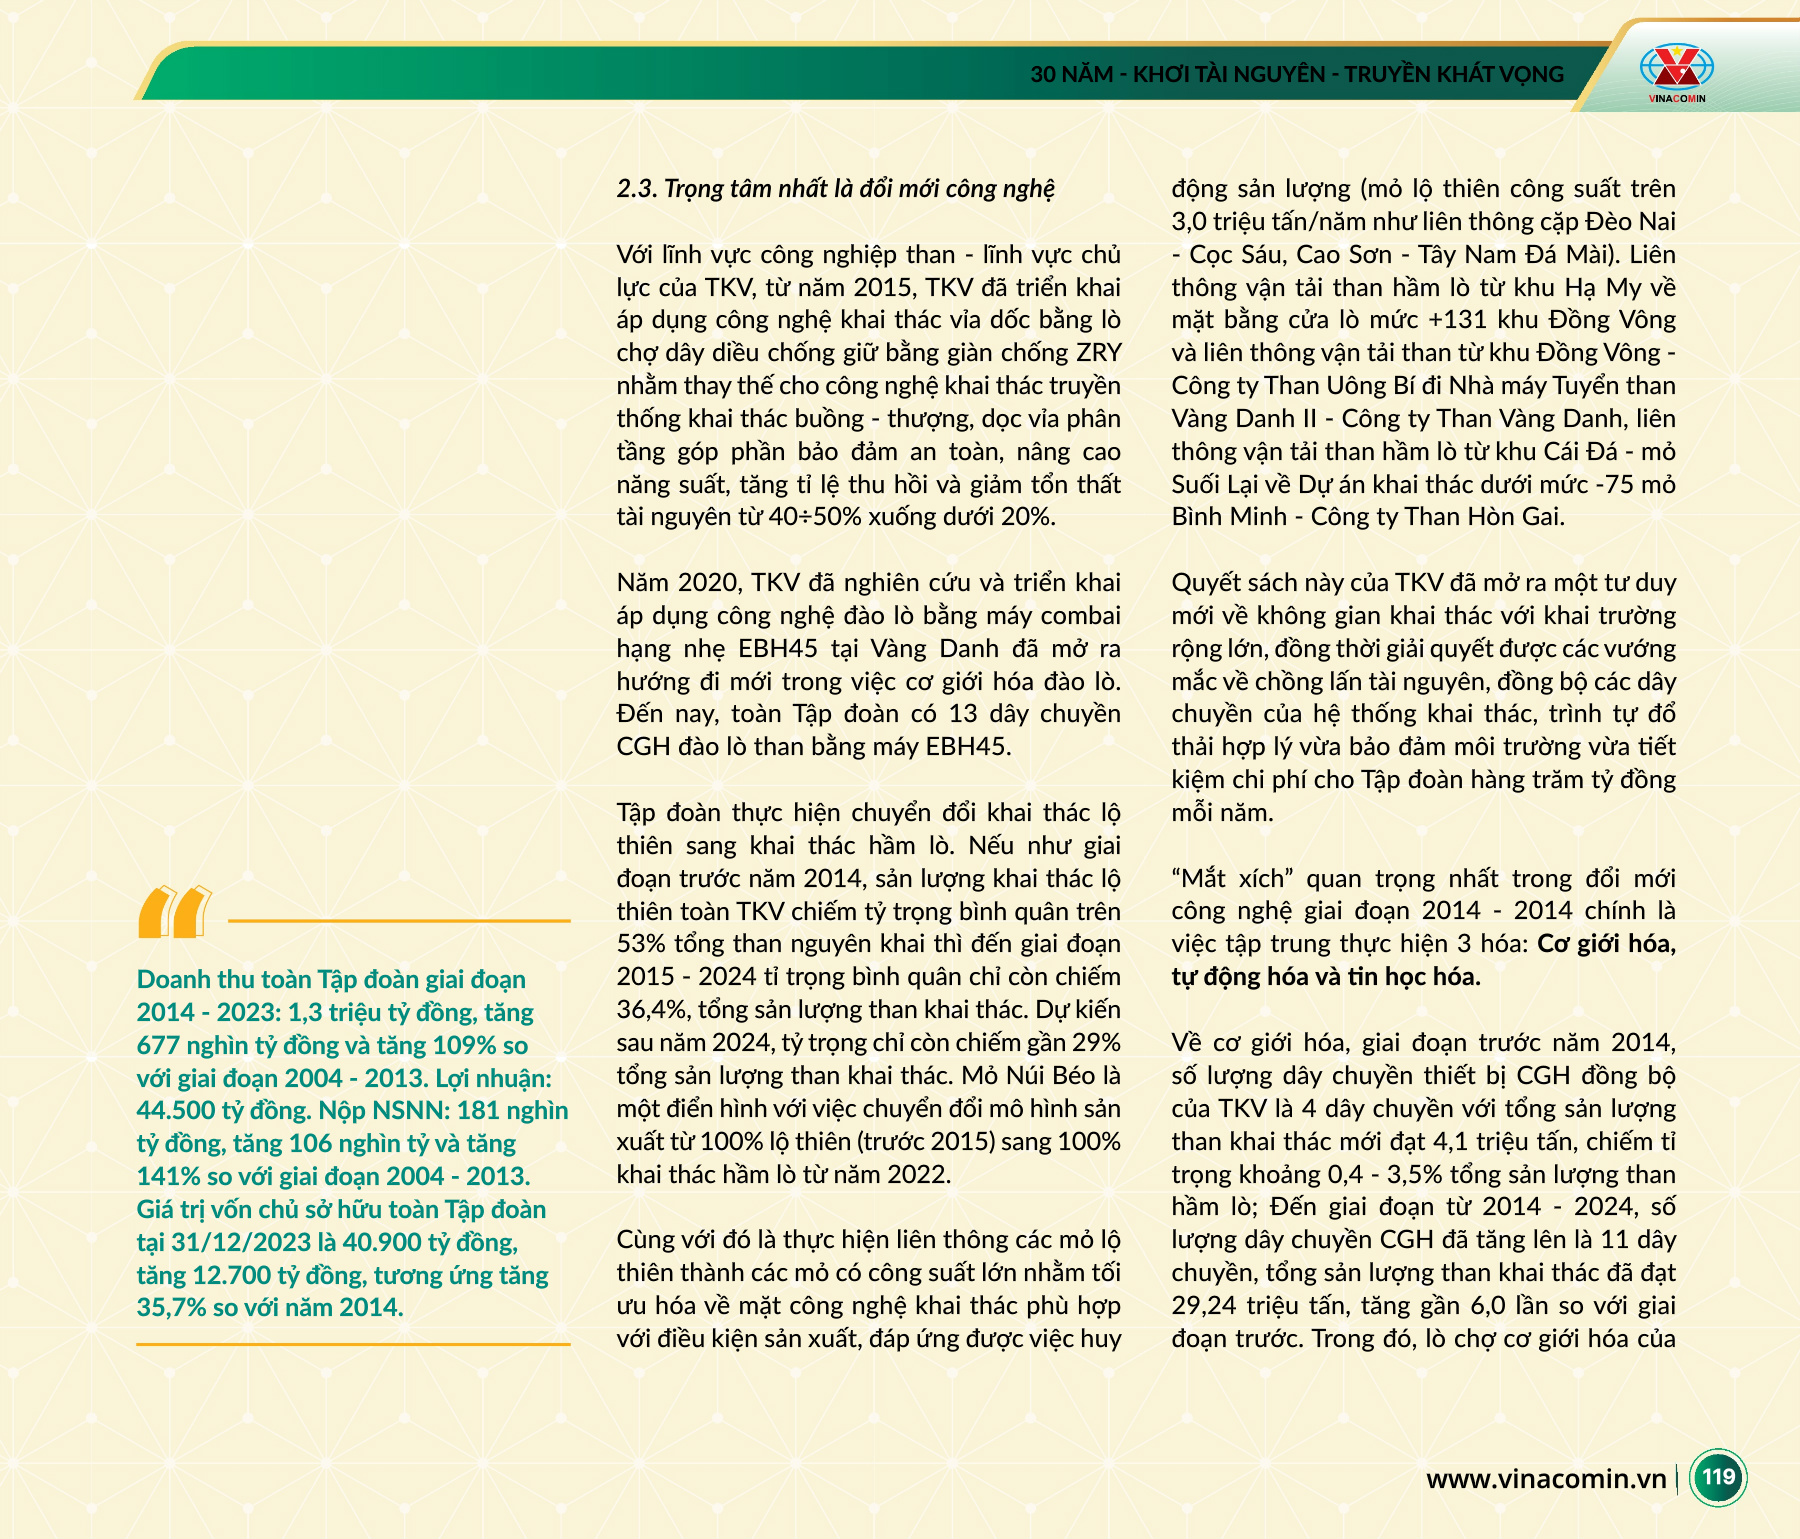 30 NĂM - KHƠI TÀI NGUYÊN - TRUYỀN KHÁT VỌNG
VINACOMIN
Doanh thu toàn Tập đoàn giai đoạn
2014 - 2023: 1,3 triệu tỷ đồng, tăng
677 nghìn tỷ đồng và tăng 109% so
với giai đoạn 2004 - 2013. Lợi nhuận:
44.500 tỷ đồng. Nộp NSNN: 181 nghìn
tỷ đồng, tăng 106 nghìn tỷ và tăng
141% so với giai đoạn 2004 - 2013.
Giá trị vốn chủ sở hữu toàn Tập đoàn
tại 31/12/2023 là 40.900 tỷ đồng,
tăng 12.700 tỷ đồng, tương ứng tăng
35,7% so với năm 2014.
2.3. Trọng tâm nhất là đổi mới công nghệ
Với lĩnh vực công nghiệp than - lĩnh vực chủ
lực của TKV, từ năm 2015, TKV đã triển khai
áp dụng công nghệ khai thác vỉa dốc bằng lò
chợ dây diều chống giữ bằng giàn chống ZRY
nhằm thay thế cho công nghệ khai thác truyền
thống khai thác buồng - thượng, dọc vỉa phân
tầng góp phần bảo đảm an toàn, nâng cao
năng suất, tăng tỉ lệ thu hồi và giảm tổn thất
tài nguyên từ 40÷50% xuống dưới 20%.
Năm 2020, TKV đã nghiên cứu và triển khai
áp dụng công nghệ đào lò bằng máy combai
hạng nhẹ EBH45 tại Vàng Danh đã mở ra
hướng đi mới trong việc cơ giới hóa đào lò.
Đến nay, toàn Tập đoàn có 13 dây chuyền
CGH đào lò than bằng máy EBH45.
Tập đoàn thực hiện chuyển đổi khai thác lộ
thiên sang khai thác hầm lò. Nếu như giai
đoạn trước năm 2014, sản lượng khai thác lộ
thiên toàn TKV chiếm tỷ trọng bình quân trên
53% tổng than nguyên khai thì đến giai đoạn
2015 - 2024 tỉ trọng bình quân chỉ còn chiếm
36,4%, tổng sản lượng than khai thác. Dự kiến
sau năm 2024, tỷ trọng chỉ còn chiếm gần 29%
tổng sản lượng than khai thác. Mỏ Núi Béo là
một điển hình với việc chuyển đổi mô hình sản
xuất từ 100% lộ thiên (trước 2015) sang 100%
khai thác hầm lò từ năm 2022.
Cùng với đó là thực hiện liên thông các mỏ lộ
thiên thành các mỏ có công suất lớn nhằm tối
ưu hóa về mặt công nghệ khai thác phù hợp
với điều kiện sản xuất, đáp ứng được việc huy
động sản lượng (mỏ lộ thiên công suất trên
3,0 triệu tấn/năm như liên thông cặp Đèo Nai
- Cọc Sáu, Cao Sơn - Tây Nam Đá Mài). Liên
thông vận tải than hầm lò từ khu Hạ My về
mặt bằng cửa lò mức +131 khu Đồng Vông
và liên thông vận tải than từ khu Đồng Vông -
Công ty Than Uông Bí đi Nhà máy Tuyển than
Vàng Danh II - Công ty Than Vàng Danh, liên
thông vận tải than hầm lò từ khu Cái Đá - mỏ
Suối Lại về Dự án khai thác dưới mức -75 mỏ
Bình Minh - Công ty Than Hòn Gai.
Quyết sách này của TKV đã mở ra một tư duy
mới về không gian khai thác với khai trường
rộng lớn, đồng thời giải quyết được các vướng
mắc về chồng lấn tài nguyên, đồng bộ các dây
chuyền của hệ thống khai thác, trình tự đổ
thải hợp lý vừa bảo đảm môi trường vừa tiết
kiệm chi phí cho Tập đoàn hàng trăm tỷ đồng
mỗi năm.
“Mắt xích” quan trọng nhất trong đổi mới
công nghệ giai đoạn 2014 - 2014 chính là
việc tập trung thực hiện 3 hóa: Cơ giới hóa,
tự động hóa và tin học hóa.
Về cơ giới hóa, giai đoạn trước năm 2014,
số lượng dây chuyền thiết bị CGH đồng bộ
của TKV là 4 dây chuyền với tổng sản lượng
than khai thác mới đạt 4,1 triệu tấn, chiếm tỉ
trọng khoảng 0,4 - 3,5% tổng sản lượng than
hầm lò; Đến giai đoạn từ 2014 - 2024, số
lượng dây chuyền CGH đã tăng lên là 11 dây
chuyền, tổng sản lượng than khai thác đã đạt
29,24 triệu tấn, tăng gần 6,0 lần so với giai
đoạn trước. Trong đó, lò chợ cơ giới hóa của
www.vinacomin.vn
119